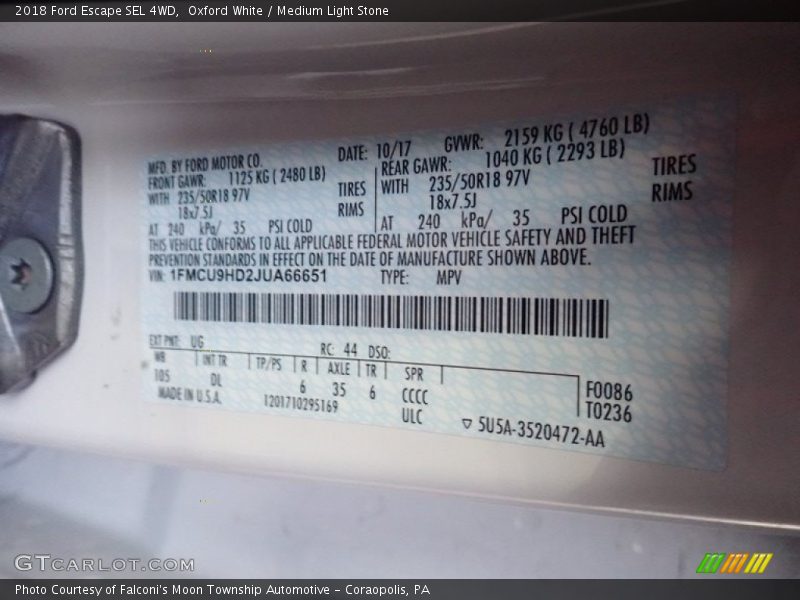 2018 Ford Escape SEL 4WD, Oxford White / Medium Light Stone
MFD. BY FORD MOTOR CO. DATE: 10/17 GVWR: 2159 KG ( 4760 LB)
FRONT GAWR: 1125 KG ( 2480 LB) REAR GAWR: 1040 KG ( 2293 LB)
WITH 235/50R18 97V TIRES WITH 235/50R18 97V TIRES
18x7.5J RIMS 18x7.5J RIMS
AT 240 kPa/ 35 PSI COLD AT 240 kPa/ 35 PSI COLD
THIS VEHICLE CONFORMS TO ALL APPLICABLE FEDERAL MOTOR VEHICLE SAFETY AND THEFT
PREVENTION STANDARDS IN EFFECT ON THE DATE OF MANUFACTURE SHOWN ABOVE.
VIN: 1FMCU9HD2JUA66651 TYPE: MPV
EXT PNT: UG RC: 44 DSO:
WB INT TR TP/PS R AXLE TR SPR
105 DL 6 35 6 CCCC F0086
MADE IN U.S.A. 1201710295169 ULC T0236
5U5A-3520472-AA
GTCARLOT.COM
Photo Courtesy of Falconi's Moon Township Automotive - Coraopolis, PA